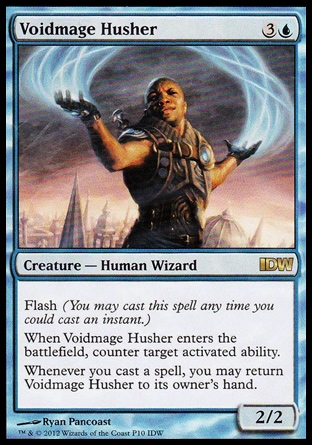 Voidmage Husher 3
Creature — Human Wizard IDW
Flash (You may cast this spell any time you
could cast an instant.)
When Voidmage Husher enters the
battlefield, counter target activated ability.
Whenever you cast a spell, you may return
Voidmage Husher to its owner's hand.
2/2
Ryan Pancoast
™ & © 2012 Wizards of the Coast P10 IDW